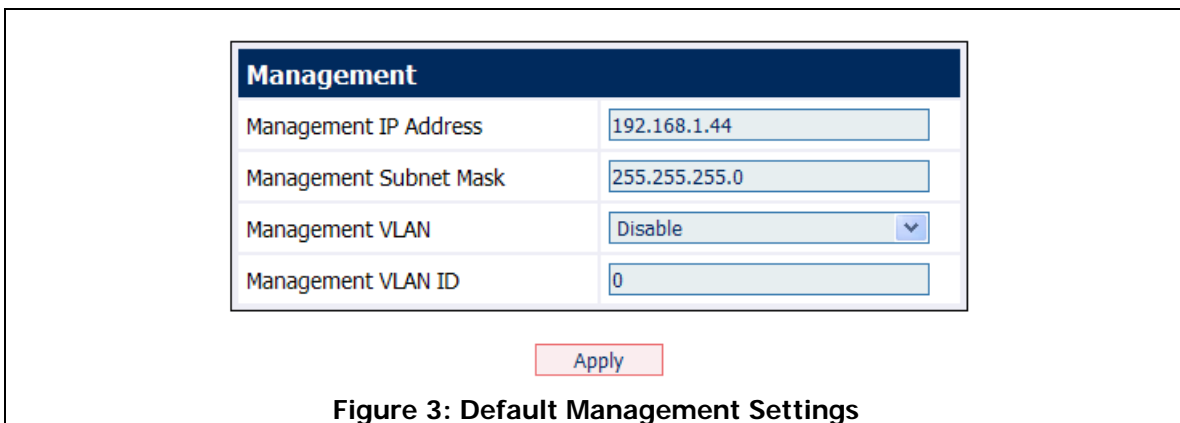 Management
Management IP Address 192.168.1.44
Management Subnet Mask 255.255.255.0
Management VLAN Disable
Management VLAN ID 0
Apply
Figure 3: Default Management Settings